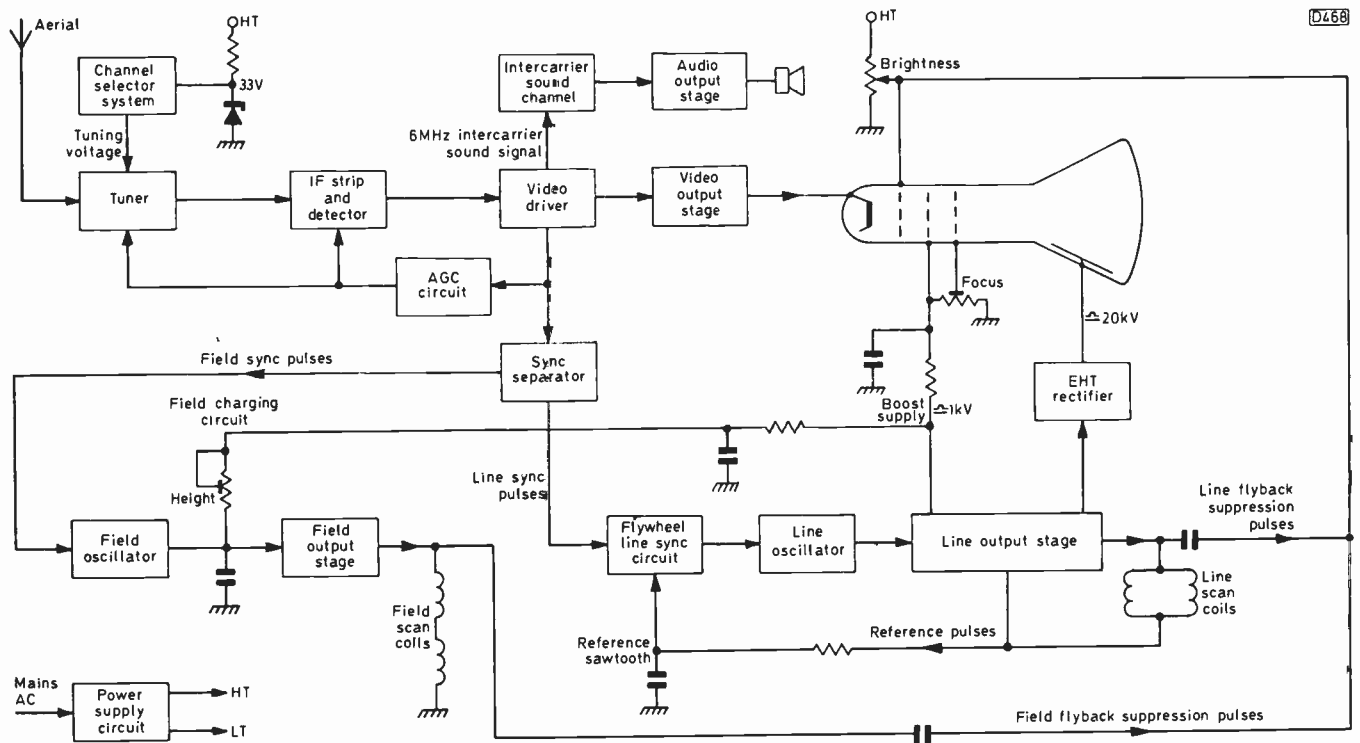 Aerial
HT
HT
D468
Channel
selector
system
33V
Intercarrier
sound
channel
Audio
output
stage
Brightness
Tuning
voltage
6MHz intercarrier
sound signal
Tuner
IF strip
and
detector
Video
driver
Video
output
stage
AGC
circuit
Focus
≏20kV
Field sync pulses
Sync
separator
EHT
rectifier
Field charging
circuit
Boost
supply
≏1kV
Height
Line sync
pulses
Line flyback
suppression
pulses
Field
oscillator
Field
output
stage
Flywheel
line sync
circuit
Line
oscillator
Line output stage
Line
scan
coils
Field
scan
coils
Reference pulses
Reference
sawtooth
Mains
AC
Power
supply
circuit
HT
LT
Field flyback suppression pulses